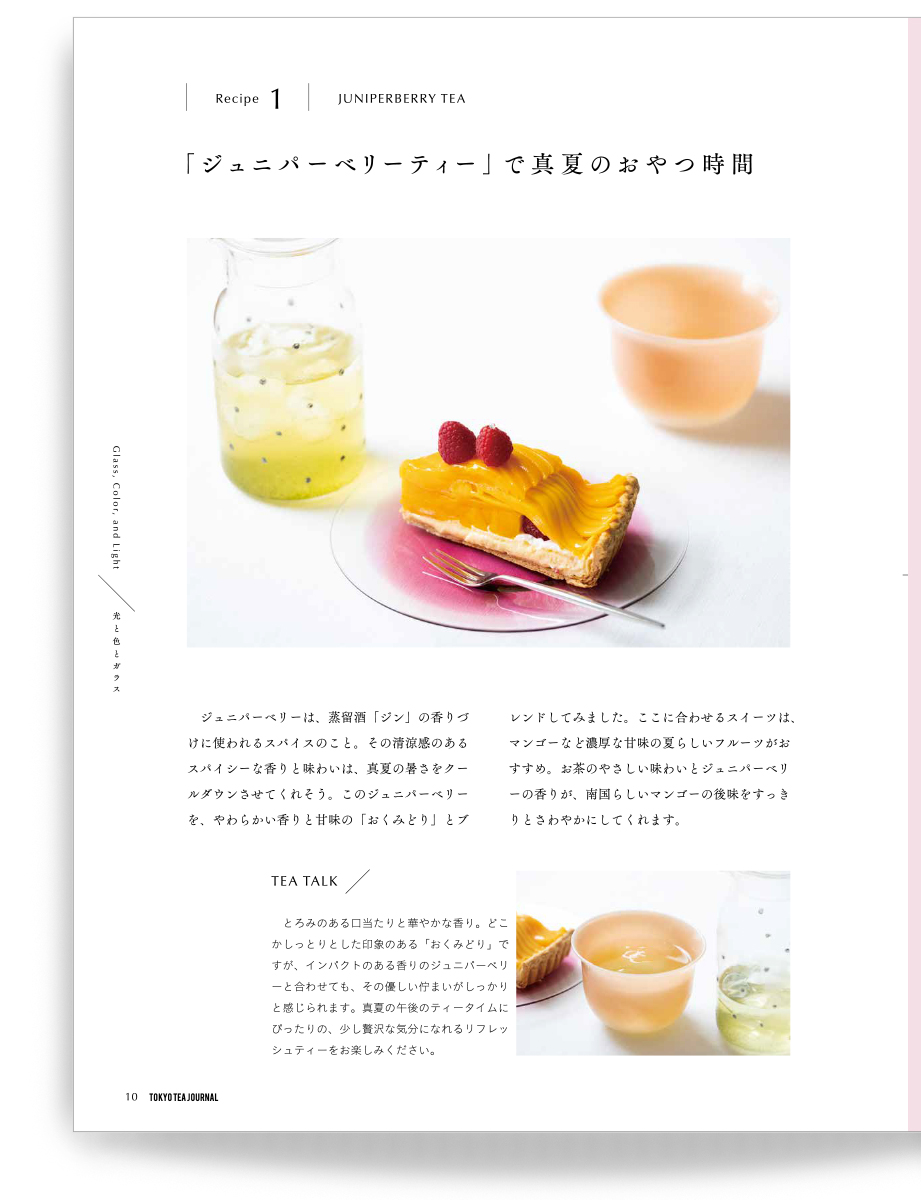 Recipe 1 JUNIPERBERRY TEA
「ジュニパーベリーティー」で真夏のおやつ時間
Glass, Color, and Light
光と色とガラス
ジュニパーベリーは、蒸留酒「ジン」の香りづ
けに使われるスパイスのこと。その清涼感のある
スパイシーな香りと味わいは、真夏の暑さをクー
ルダウンさせてくれそう。このジュニパーベリー
を、やわらかい香りと甘味の「おくみどり」とブ
レンドしてみました。ここに合わせるスイーツは、
マンゴーなど濃厚な甘味の夏らしいフルーツがお
すすめ。お茶のやさしい味わいとジュニパーベリ
ーの香りが、南国らしいマンゴーの後味をすっき
りとさわやかにしてくれます。
TEA TALK
とろみのある口当たりと華やかな香り。どこ
かしっとりとした印象のある「おくみどり」で
すが、インパクトのある香りのジュニパーベリ
ーと合わせても、その優しい佇まいがしっかり
と感じられます。真夏の午後のティータイムに
ぴったりの、少し贅沢な気分になれるリフレッ
シュティーをお楽しみください。
10 TOKYO TEA JOURNAL